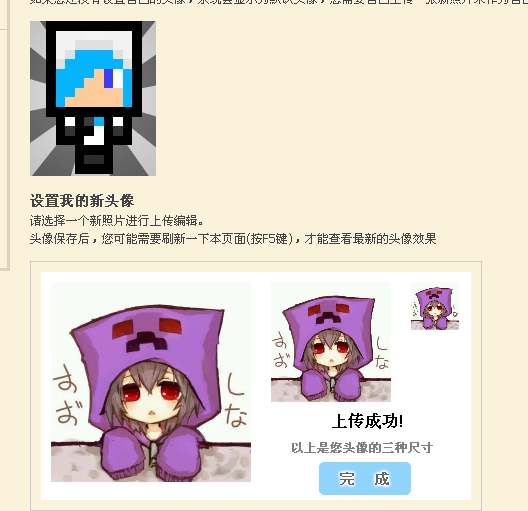 设置我的新头像
请选择一个新照片进行上传编辑。
头像保存后，您可能需要刷新一下本页面(按F5键)，才能查看最新的头像效果
すお
しな
すお
しな
上传成功!
以上是您头像的三种尺寸
完 成